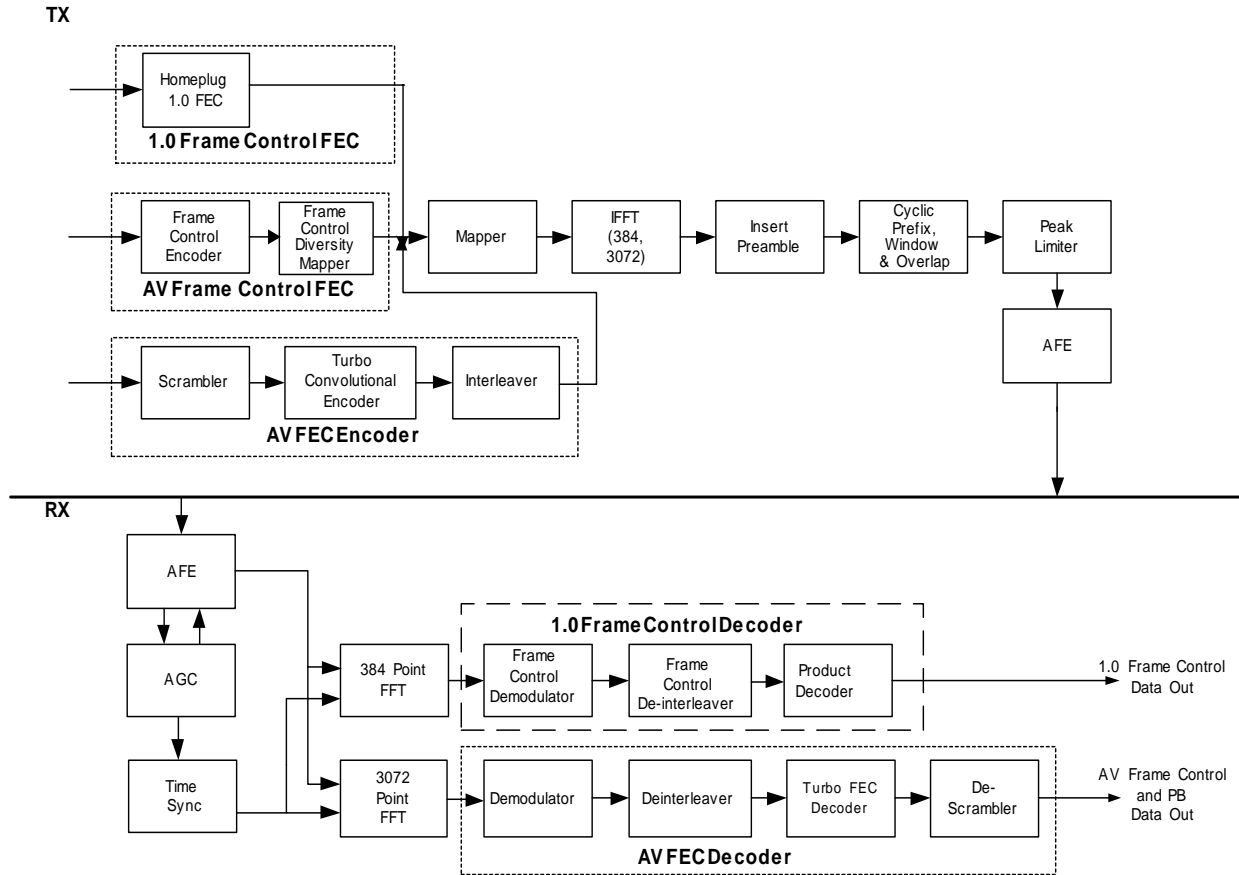 TX
Homeplug
1.0 FEC
1.0 Frame Control FEC
Frame
Control
Encoder
Frame
Control
Diversity
Mapper
AV Frame Control FEC
Mapper
IFFT
(384,
3072)
Insert
Preamble
Cyclic
Prefix,
Window
& Overlap
Peak
Limiter
AFE
Scrambler
Turbo
Convolutional
Encoder
Interleaver
AV FEC Encoder
RX
AFE
AGC
Time
Sync
384 Point
FFT
3072
Point
FFT
1.0 Frame Control Decoder
Frame
Control
Demodulator
Frame
Control
De-interleaver
Product
Decoder
1.0 Frame Control
Data Out
Demodulator
Deinterleaver
Turbo FEC
Decoder
De-
Scrambler
AV FEC Decoder
AV Frame Control
and PB
Data Out